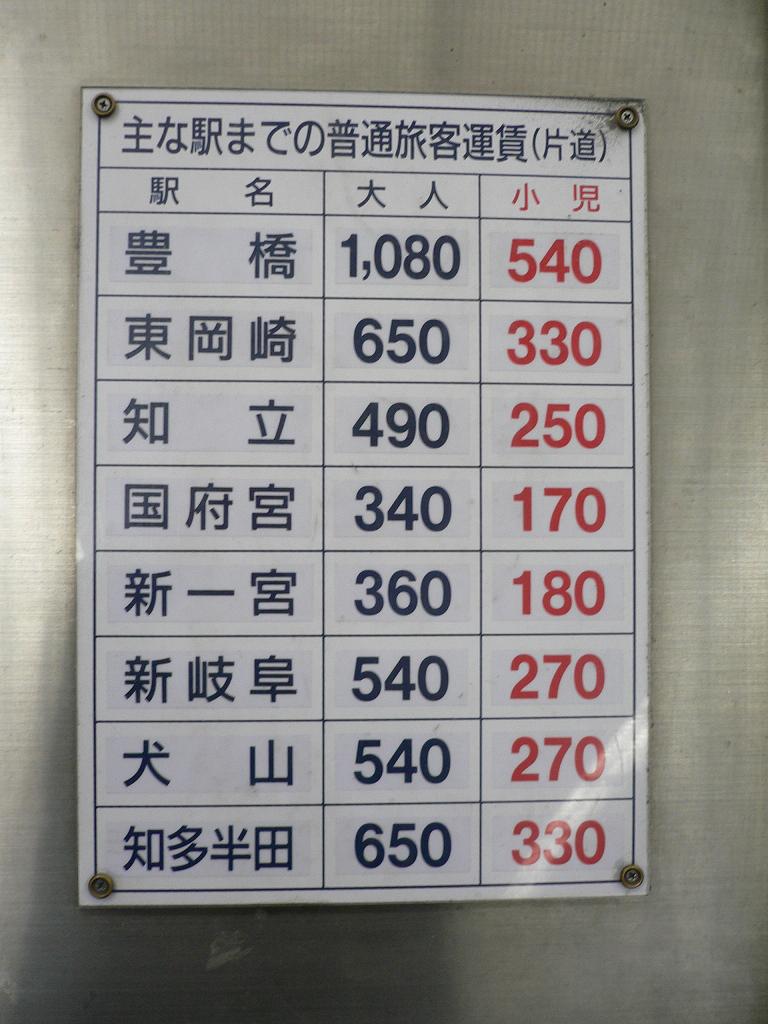 主な駅までの普通旅客運賃(片道)
駅名 大人 小児
豊橋 1,080 540
東岡崎 650 330
知立 490 250
国府宮 340 170
新一宮 360 180
新岐阜 540 270
犬山 540 270
知多半田 650 330